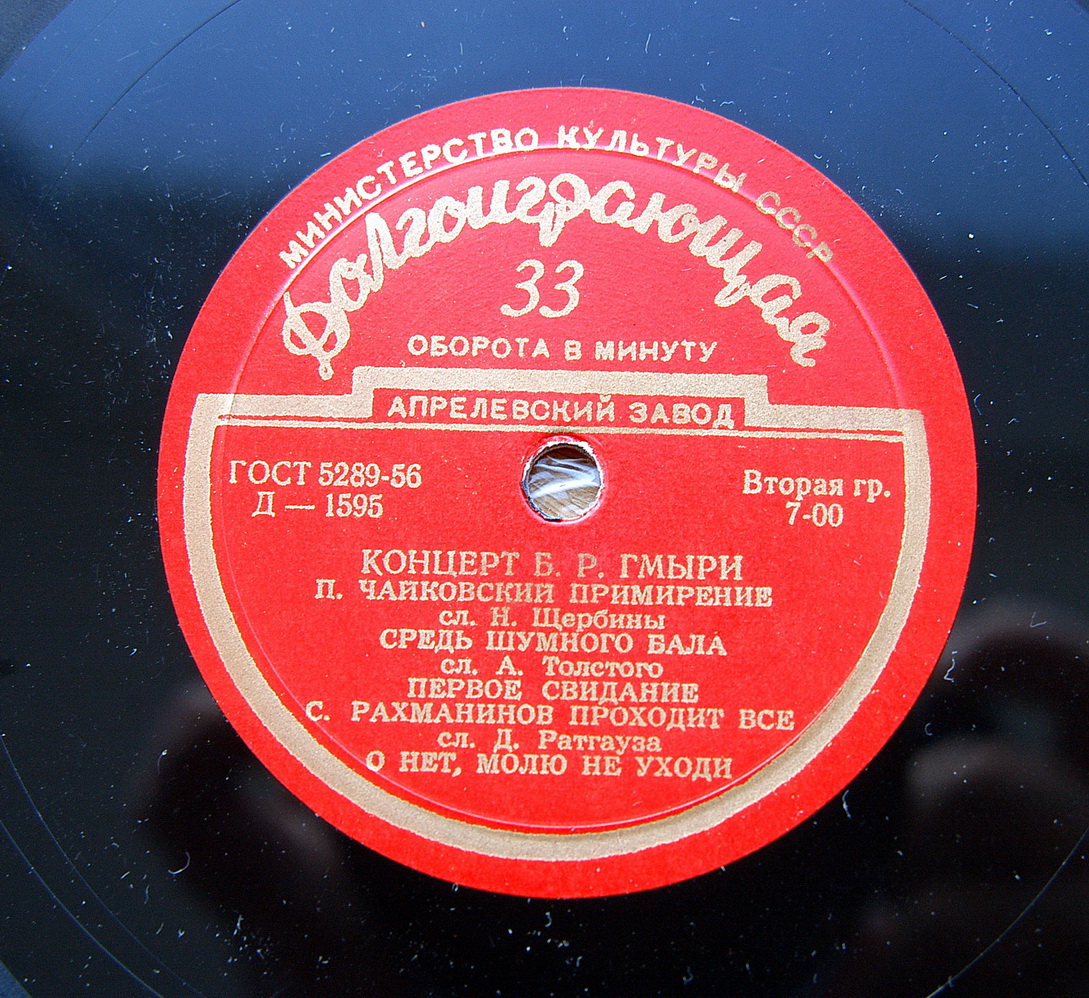 МИНИСТЕРСТВО КУЛЬТУРЫ СССР
Долгоиграющая
33
ОБОРОТА В МИНУТУ
АПРЕЛЕВСКИЙ ЗАВОД
ГОСТ 5289-56
Д — 1595
Вторая гр.
7-00
КОНЦЕРТ Б. Р. ГМЫРИ
П. ЧАЙКОВСКИЙ ПРИМИРЕНИЕ
сл. Н. Щербины
СРЕДЬ ШУМНОГО БАЛА
сл. А. Толстого
ПЕРВОЕ СВИДАНИЕ
С. РАХМАНИНОВ ПРОХОДИТ ВСЕ
сл. Д. Ратгауза
О НЕТ, МОЛЮ НЕ УХОДИ